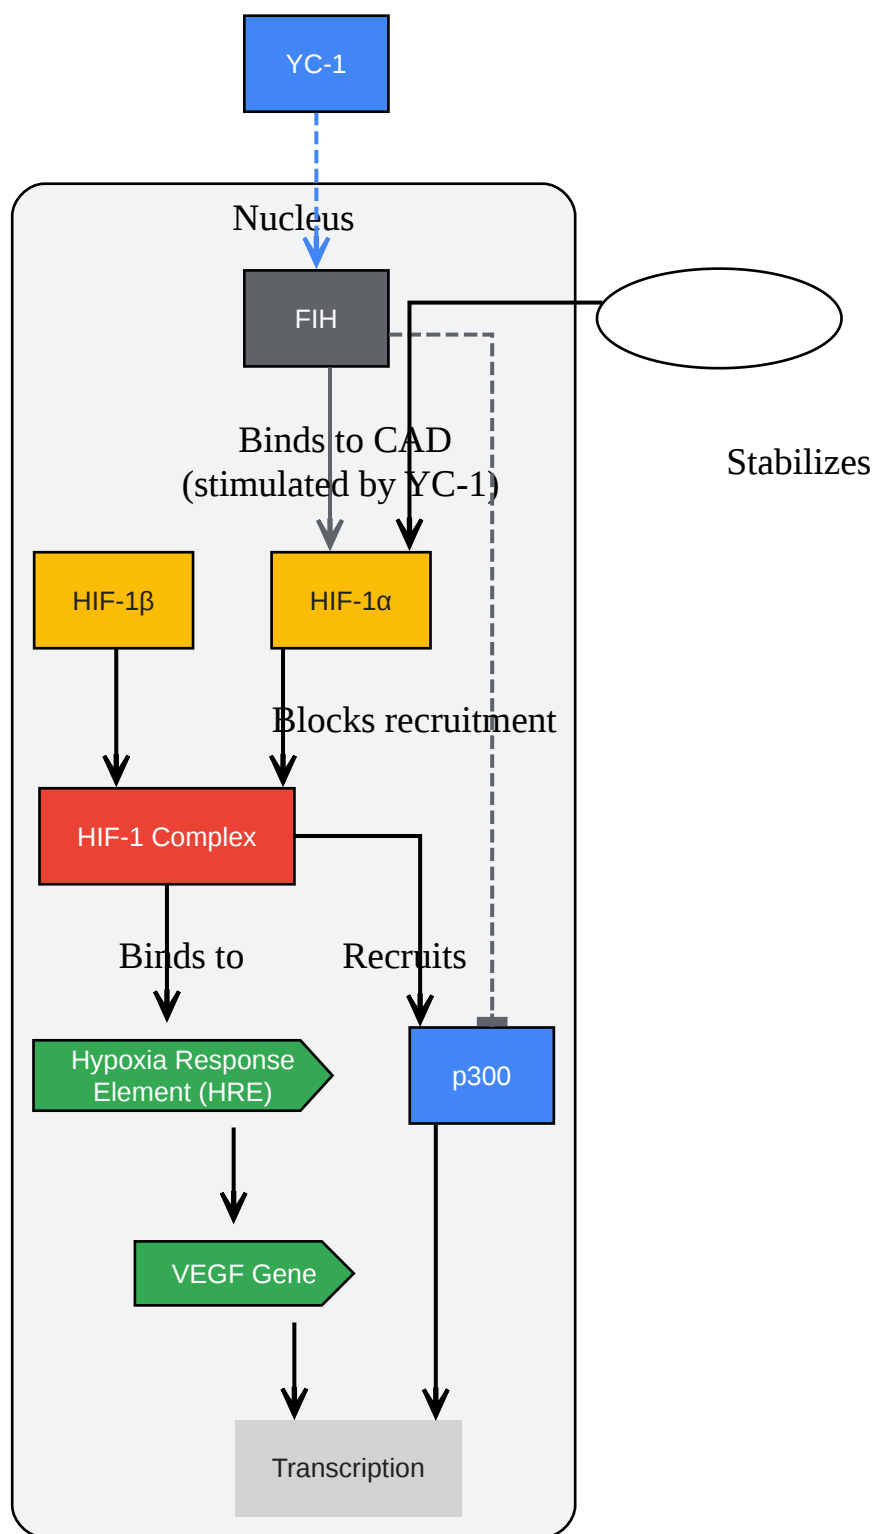 YC-1
Nucleus
FIH
Binds to CAD
(stimulated by YC-1)
Stabilizes
HIF-1β
HIF-1α
Blocks recruitment
HIF-1 Complex
Binds to
Recruits
Hypoxia Response
Element (HRE)
p300
VEGF Gene
Transcription